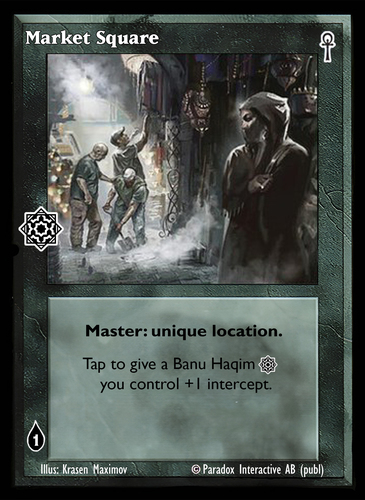 Market Square
Master: unique location.
Tap to give a Banu Haqim
you control +1 intercept.
1
Illus: Krasen Maximov
© Paradox Interactive AB (publ)